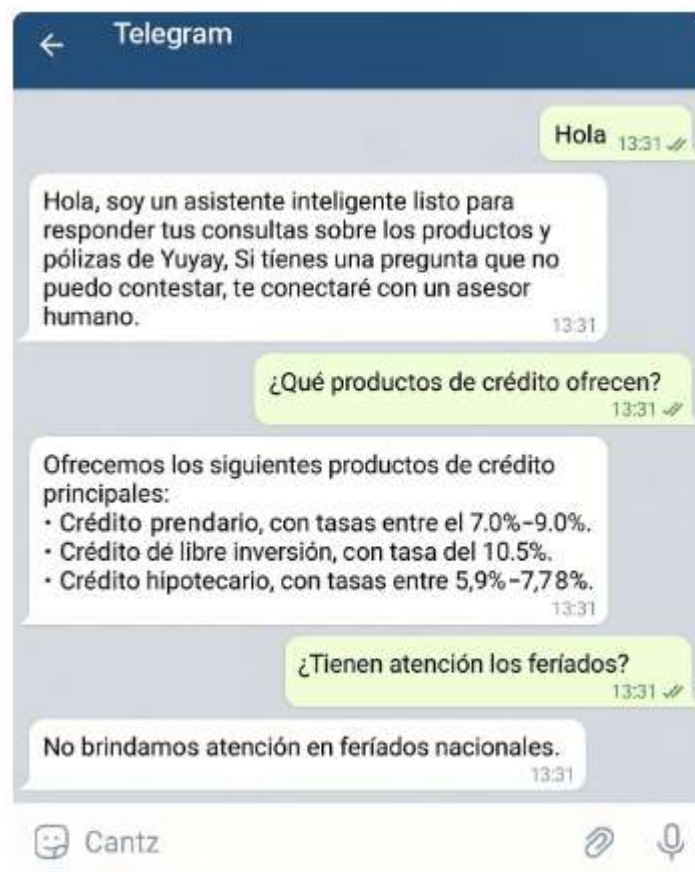 Telegram
Hola 13:31
Hola, soy un asistente inteligente listo para
responder tus consultas sobre los productos y
pólizas de Yuyay, Si tíenes una pregunta que no
puedo contestar, te conectaré con un asesor
humano.
13:31
¿Qué productos de crédito ofrecen?
13:31
Ofrecemos los siguientes productos de crédito
principales:
· Crédito prendario, con tasas entre el 7.0%–9.0%.
· Crédito dé libre inversión, con tasa del 10.5%.
· Crédito hipotecario, con tasas entre 5,9%–7,78%.
13:31
¿Tienen atención los feríados?
13:31
No brindamos atención en feríados nacionales.
13:31
Cantz